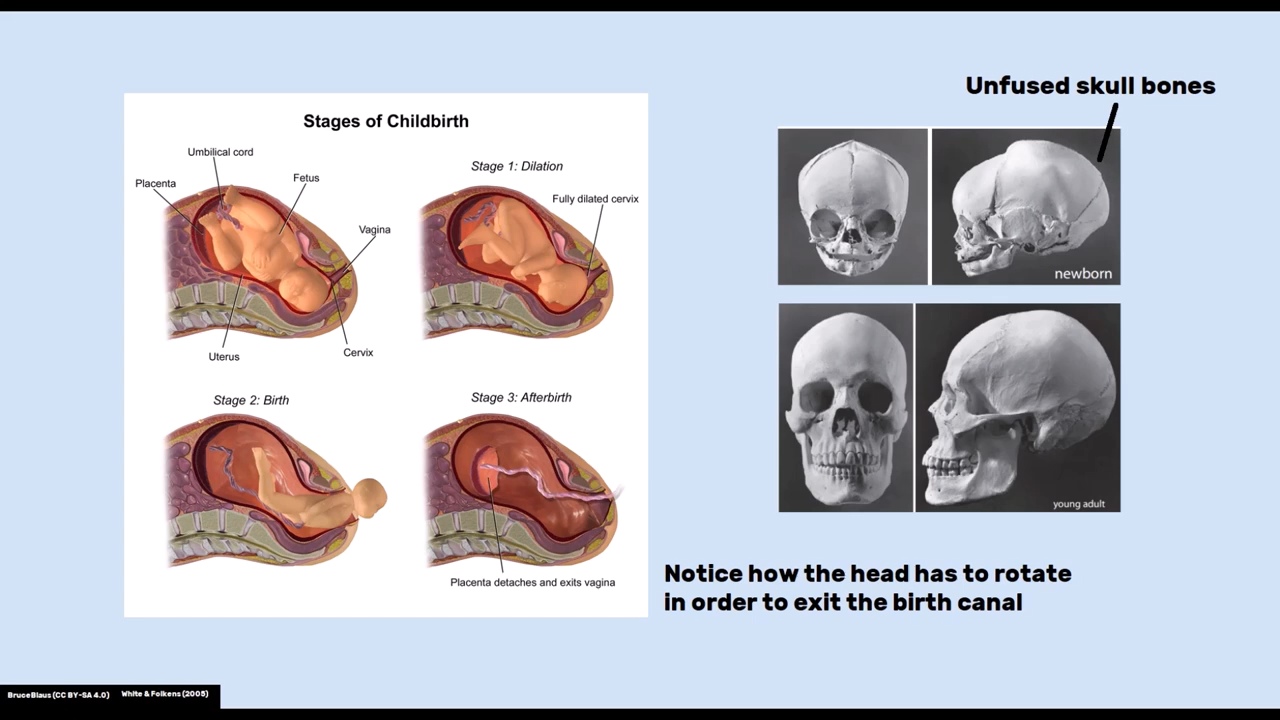 Stages of Childbirth
Umbilical cord
Placenta
Fetus
Vagina
Uterus
Cervix
Stage 1: Dilation
Fully dilated cervix
Stage 2: Birth
Stage 3: Afterbirth
Placenta detaches and exits vagina
Unfused skull bones
newborn
young adult
Notice how the head has to rotate
in order to exit the birth canal
BruceBlaus (CC BY-SA 4.0) White & Folkens (2005)